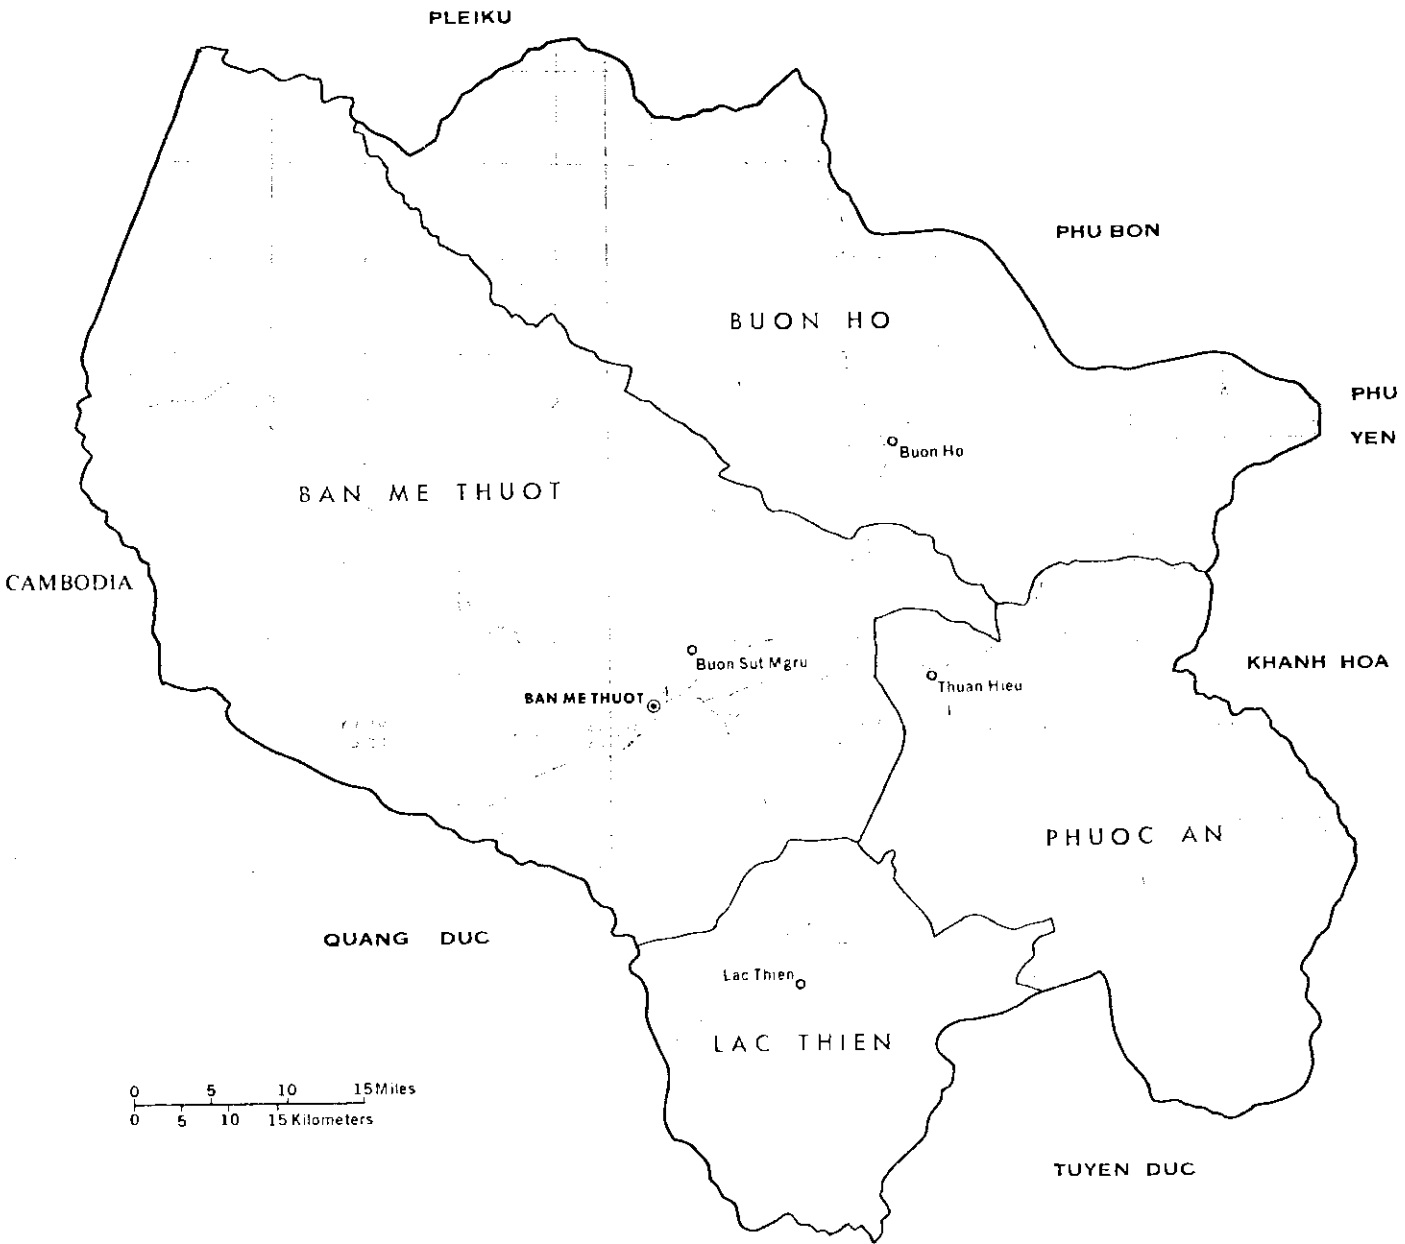 PLEIKU
PHU BON
BUON HO
PHU
YEN
Buon Ho
BAN ME THUOT
CAMBODIA
Buon Sut Mgru
KHANH HOA
Thuan Hieu
BAN ME THUOT
PHUOC AN
QUANG DUC
Lac Thien
LAC THIEN
0 5 10 15 Miles
0 5 10 15 Kilometers
TUYEN DUC